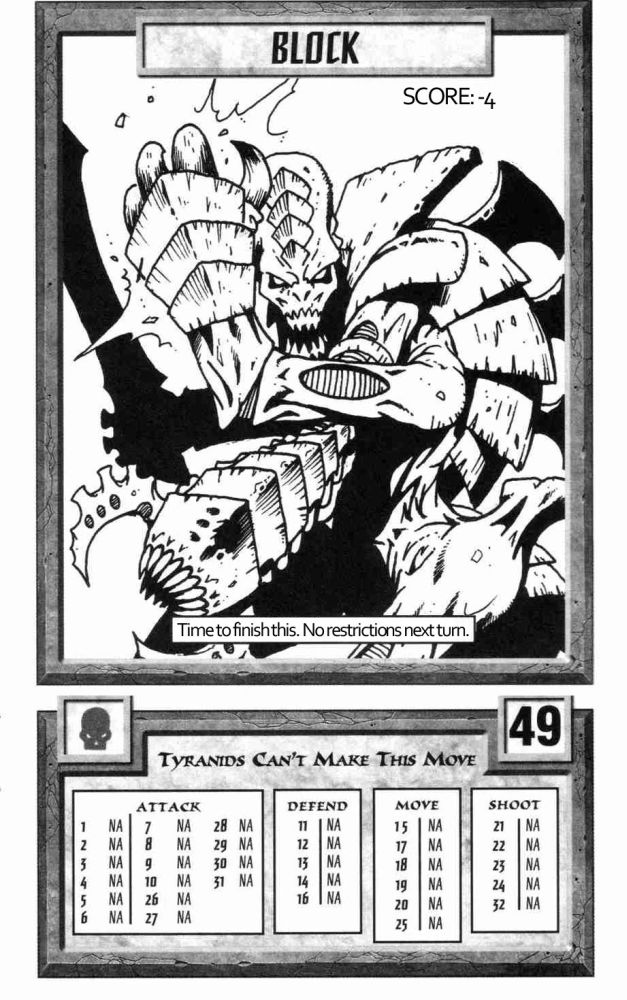 BLOCK
SCORE: -4
Time to finish this. No restrictions next turn.
49
TYRANIDS CAN'T MAKE THIS MOVE
ATTACK
1 NA 7 NA 28 NA
2 NA 8 NA 29 NA
3 NA 9 NA 30 NA
4 NA 10 NA 31 NA
5 NA 26 NA
6 NA 27 NA
DEFEND
11 NA
12 NA
13 NA
14 NA
16 NA
MOVE
15 NA
17 NA
18 NA
19 NA
20 NA
25 NA
SHOOT
21 NA
22 NA
23 NA
24 NA
32 NA